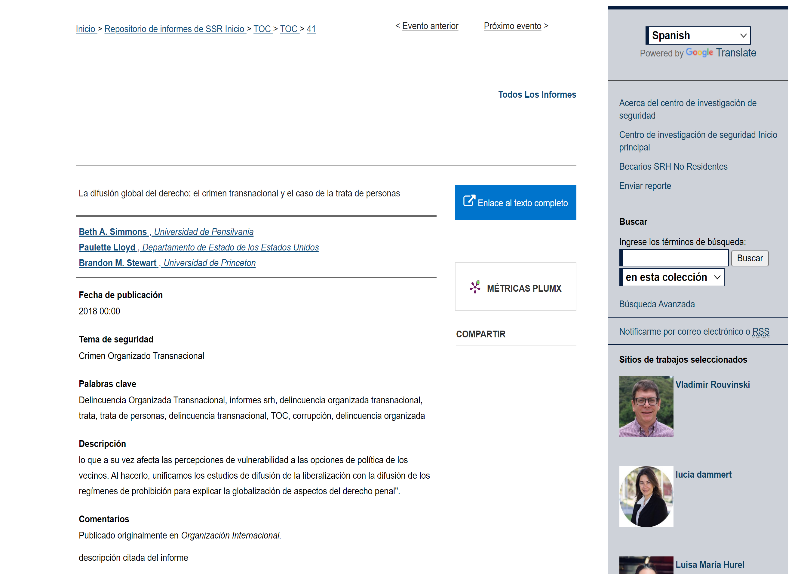 Inicio > Repositorio de informes de SSR Inicio > TOC > TOC > 41
< Evento anterior Próximo evento >
Todos Los Informes
La difusión global del derecho: el crimen transnacional y el caso de la trata de personas
Enlace al texto completo
Beth A. Simmons , Universidad de Pensilvania
Paulette Lloyd , Departamento de Estado de los Estados Unidos
Brandon M. Stewart , Universidad de Princeton
MÉTRICAS PLUMX
COMPARTIR
Fecha de publicación
2018 00:00
Tema de seguridad
Crimen Organizado Transnacional
Palabras clave
Delincuencia Organizada Transnacional, informes srh, delincuencia organizada transnacional,
trata, trata de personas, delincuencia transnacional, TOC, corrupción, delincuencia organizada
Descripción
lo que a su vez afecta las percepciones de vulnerabilidad a las opciones de política de los
vecinos. Al hacerlo, unificamos los estudios de difusión de la liberalización con la difusión de los
regímenes de prohibición para explicar la globalización de aspectos del derecho penal".
Comentarios
Publicado originalmente en Organización Internacional.
descripción citada del informe
Spanish
Powered by Google Translate
Acerca del centro de investigación de
seguridad
Centro de investigación de seguridad Inicio
principal
Becarios SRH No Residentes
Enviar reporte
Buscar
Ingrese los términos de búsqueda:
Buscar
en esta colección
Búsqueda Avanzada
Notificarme por correo electrónico o RSS
Sitios de trabajos seleccionados
Vladimir Rouvinski
lucia dammert
Luisa María Hurel